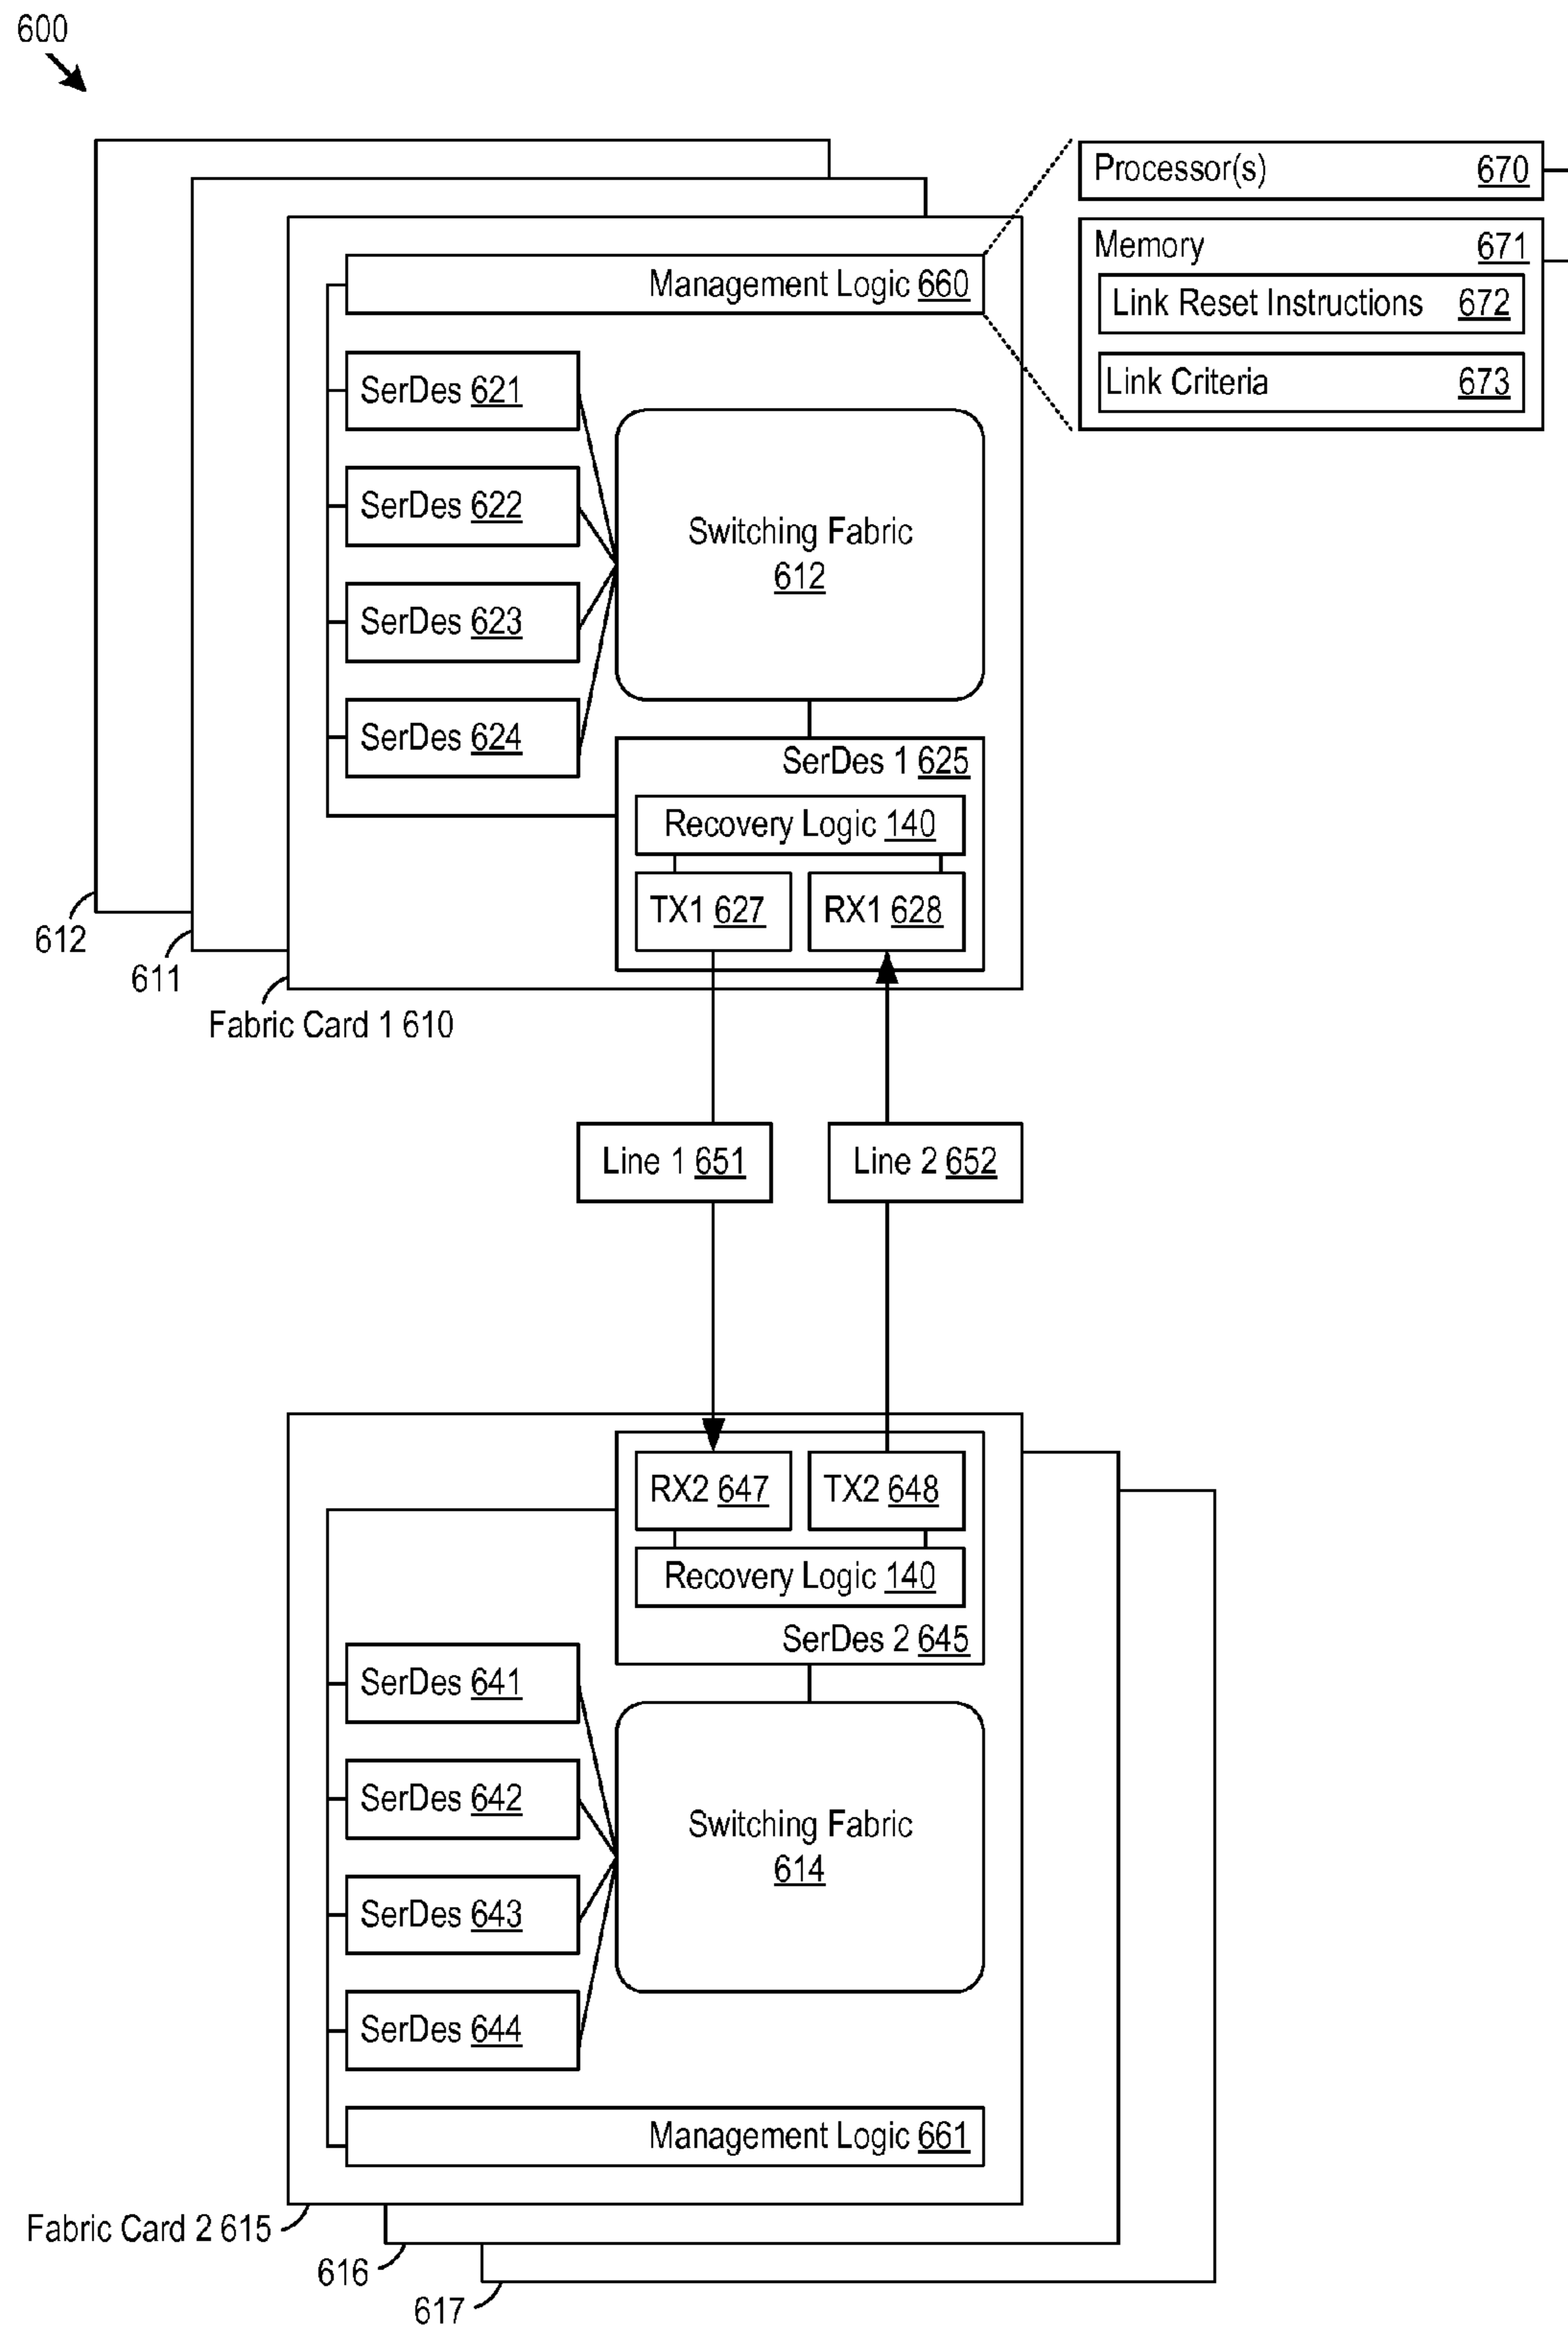 600
Processor(s) 670
Memory 671
Link Reset Instructions 672
Link Criteria 673
Management Logic 660
SerDes 621
SerDes 622
SerDes 623
SerDes 624
Switching Fabric
612
SerDes 1 625
Recovery Logic 140
TX1 627
RX1 628
612
611
Fabric Card 1 610
Line 1 651
Line 2 652
RX2 647
TX2 648
Recovery Logic 140
SerDes 2 645
SerDes 641
SerDes 642
SerDes 643
SerDes 644
Switching Fabric
614
Management Logic 661
Fabric Card 2 615
616
617